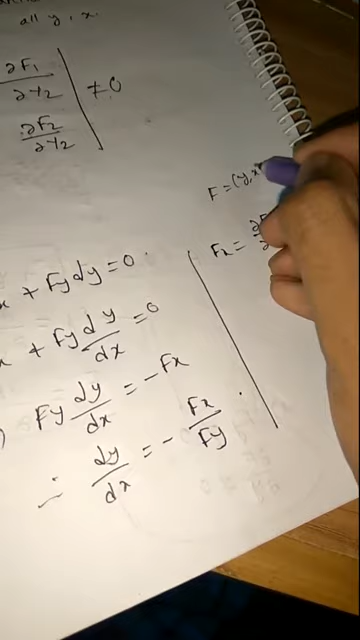 all y, x.
∂F1
∂Y2
≠0
∂F2
∂Y2
F=(y,x
Fx=
x + Fy dy = 0
x + Fy dy/dx = 0
Fy dy/dx = -Fx
∴ dy/dx = - Fx/Fy